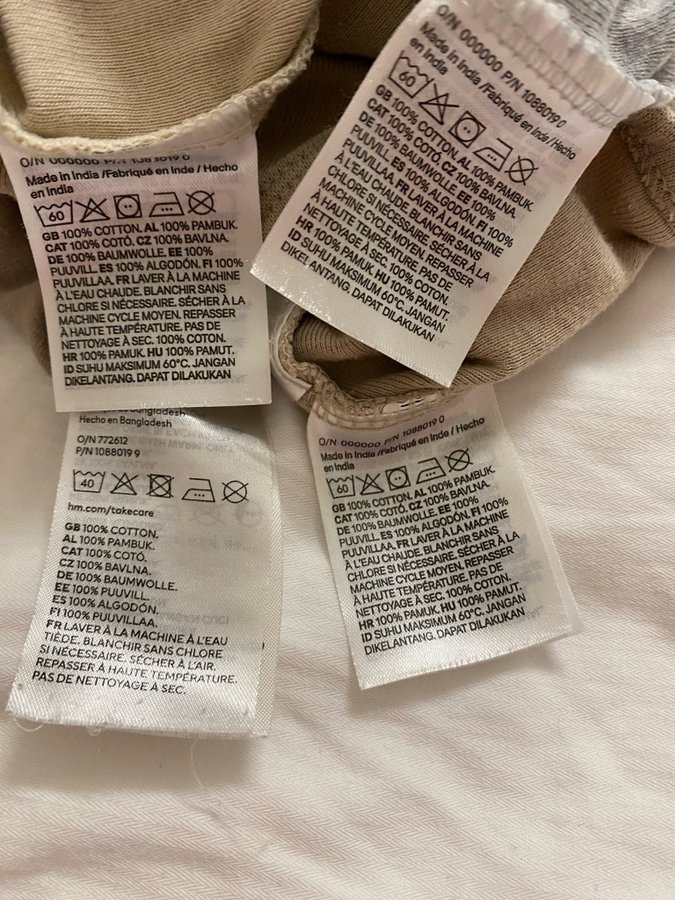 O/N 000000 P/N 1088019 0
Made in India /Fabriqué en Inde / Hecho
en India
60
GB 100% COTTON. AL 100% PAMBUK.
CAT 100% COTÓ. CZ 100% BAVLNA.
DE 100% BAUMWOLLE. EE 100%
PUUVILL. ES 100% ALGODÓN. FI 100%
PUUVILLAA. FR LAVER À LA MACHINE
À L'EAU CHAUDE. BLANCHIR SANS
CHLORE SI NÉCESSAIRE. SÉCHER À LA
MACHINE CYCLE MOYEN. REPASSER
À HAUTE TEMPÉRATURE. PAS DE
NETTOYAGE À SEC. 100% COTTON.
HR 100% PAMUK. HU 100% PAMUT.
ID SUHU MAKSIMUM 60°C. JANGAN
DIKELANTANG. DAPAT DILAKUKAN
O/N 000000 P/N 1088019 0
Made in India /Fabriqué en Inde / Hecho
en India
60
GB 100% COTTON. AL 100% PAMBUK.
CAT 100% COTÓ. CZ 100% BAVLNA.
DE 100% BAUMWOLLE. EE 100%
PUUVILL. ES 100% ALGODÓN. FI 100%
PUUVILLAA. FR LAVER À LA MACHINE
À L'EAU CHAUDE. BLANCHIR SANS
CHLORE SI NÉCESSAIRE. SÉCHER À LA
MACHINE CYCLE MOYEN. REPASSER
À HAUTE TEMPÉRATURE. PAS DE
NETTOYAGE À SEC. 100% COTTON.
HR 100% PAMUK. HU 100% PAMUT.
ID SUHU MAKSIMUM 60°C. JANGAN
DIKELANTANG. DAPAT DILAKUKAN
Bangladesh
Hecho en Bangladesh
O/N 772612
P/N 1088019 9
40
hm.com/takecare
GB 100% COTTON.
AL 100% PAMBUK.
CAT 100% COTÓ.
CZ 100% BAVLNA.
DE 100% BAUMWOLLE.
EE 100% PUUVILL.
ES 100% ALGODÓN.
FI 100% PUUVILLAA.
FR LAVER À LA MACHINE À L'EAU
TIÈDE. BLANCHIR SANS CHLORE
SI NÉCESSAIRE. SÉCHER À L'AIR.
REPASSER À HAUTE TEMPÉRATURE.
PAS DE NETTOYAGE À SEC.
O/N 000000 P/N 1088019 0
Made in India /Fabriqué en Inde / Hecho
en India
60
GB 100% COTTON. AL 100% PAMBUK.
CAT 100% COTÓ. CZ 100% BAVLNA.
DE 100% BAUMWOLLE. EE 100%
PUUVILL. ES 100% ALGODÓN. FI 100%
PUUVILLAA. FR LAVER À LA MACHINE
À L'EAU CHAUDE. BLANCHIR SANS
CHLORE SI NÉCESSAIRE. SÉCHER À LA
MACHINE CYCLE MOYEN. REPASSER
À HAUTE TEMPÉRATURE. PAS DE
NETTOYAGE À SEC. 100% COTTON.
HR 100% PAMUK. HU 100% PAMUT.
ID SUHU MAKSIMUM 60°C. JANGAN
DIKELANTANG. DAPAT DILAKUKAN